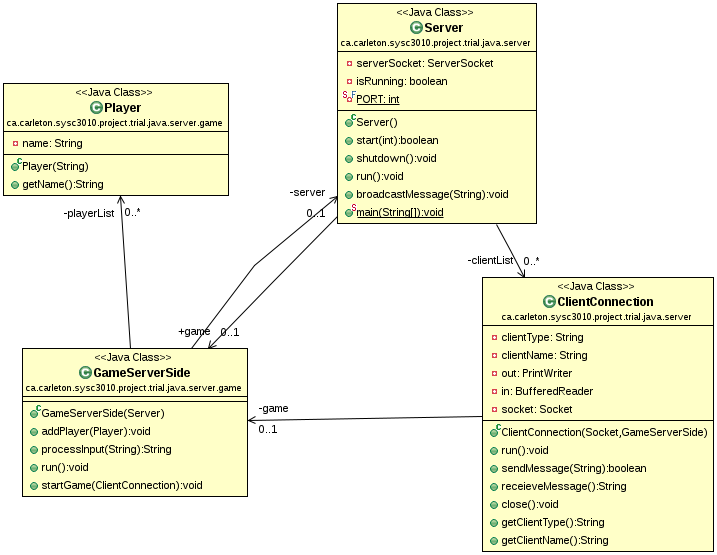 <<Java Class>>
Server
ca.carleton.sysc3010.project.trial.java.server
serverSocket: ServerSocket
isRunning: boolean
S F
PORT: int
C
Server()
start(int):boolean
shutdown():void
run():void
broadcastMessage(String):void
S
main(String[]):void
<<Java Class>>
Player
ca.carleton.sysc3010.project.trial.java.server.game
name: String
C
Player(String)
getName():String
-playerList 0..*
-server
0..1
-clientList 0..*
+game 0..1
<<Java Class>>
ClientConnection
ca.carleton.sysc3010.project.trial.java.server
clientType: String
clientName: String
out: PrintWriter
in: BufferedReader
socket: Socket
C
ClientConnection(Socket,GameServerSide)
run():void
sendMessage(String):boolean
receieveMessage():String
close():void
getClientType():String
getClientName():String
<<Java Class>>
GameServerSide
ca.carleton.sysc3010.project.trial.java.server.game
C
GameServerSide(Server)
addPlayer(Player):void
processInput(String):String
run():void
startGame(ClientConnection):void
-game
0..1